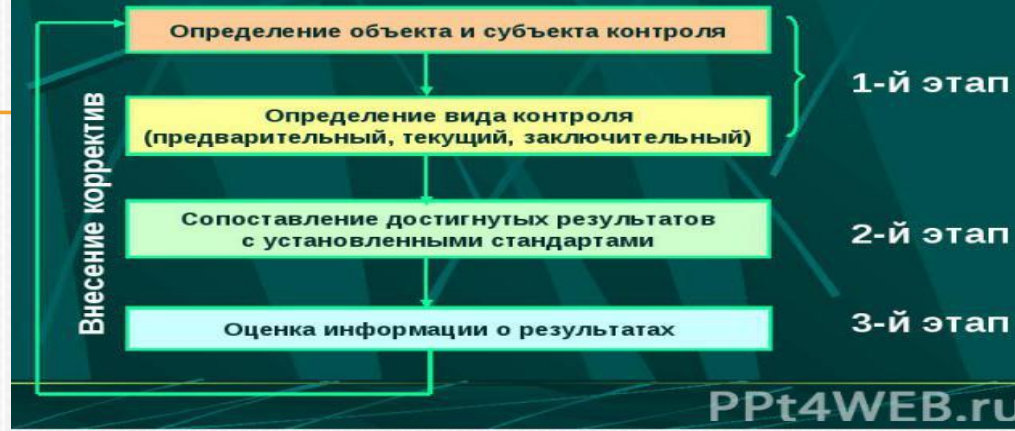 Определение объекта и субъекта контроля
1-й этап
Определение вида контроля
(предварительный, текущий, заключительный)
Внесение корректив
Сопоставление достигнутых результатов
с установленными стандартами
2-й этап
Оценка информации о результатах
3-й этап
PPt4WEB.ru